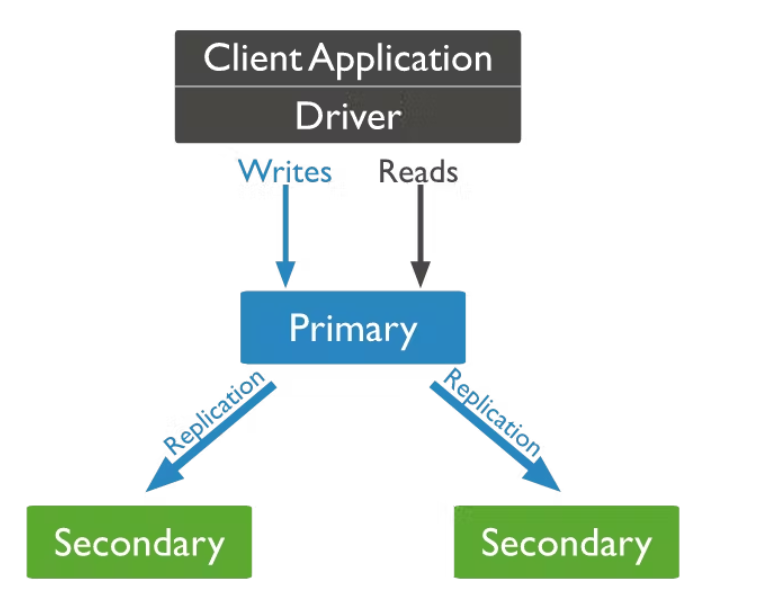 Client Application
Driver
Writes
Reads
Primary
Replication
Replication
Secondary
Secondary